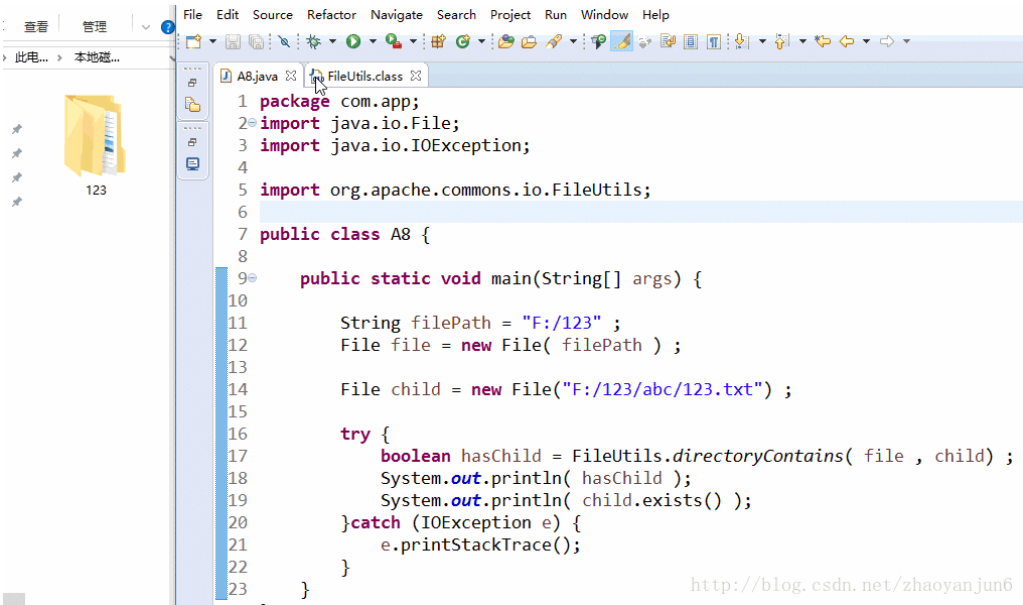 查看 管理
此电... › 本地磁...
123
File Edit Source Refactor Navigate Search Project Run Window Help
A8.java FileUtils.class
1 package com.app;
2 import java.io.File;
3 import java.io.IOException;
4
5 import org.apache.commons.io.FileUtils;
6
7 public class A8 {
8
9 public static void main(String[] args) {
10
11 String filePath = "F:/123" ;
12 File file = new File( filePath ) ;
13
14 File child = new File("F:/123/abc/123.txt") ;
15
16 try {
17 boolean hasChild = FileUtils.directoryContains( file , child) ;
18 System.out.println( hasChild );
19 System.out.println( child.exists() );
20 }catch (IOException e) {
21 e.printStackTrace();
22 }
23 }
http://blog.csdn.net/zhaoyanjun6